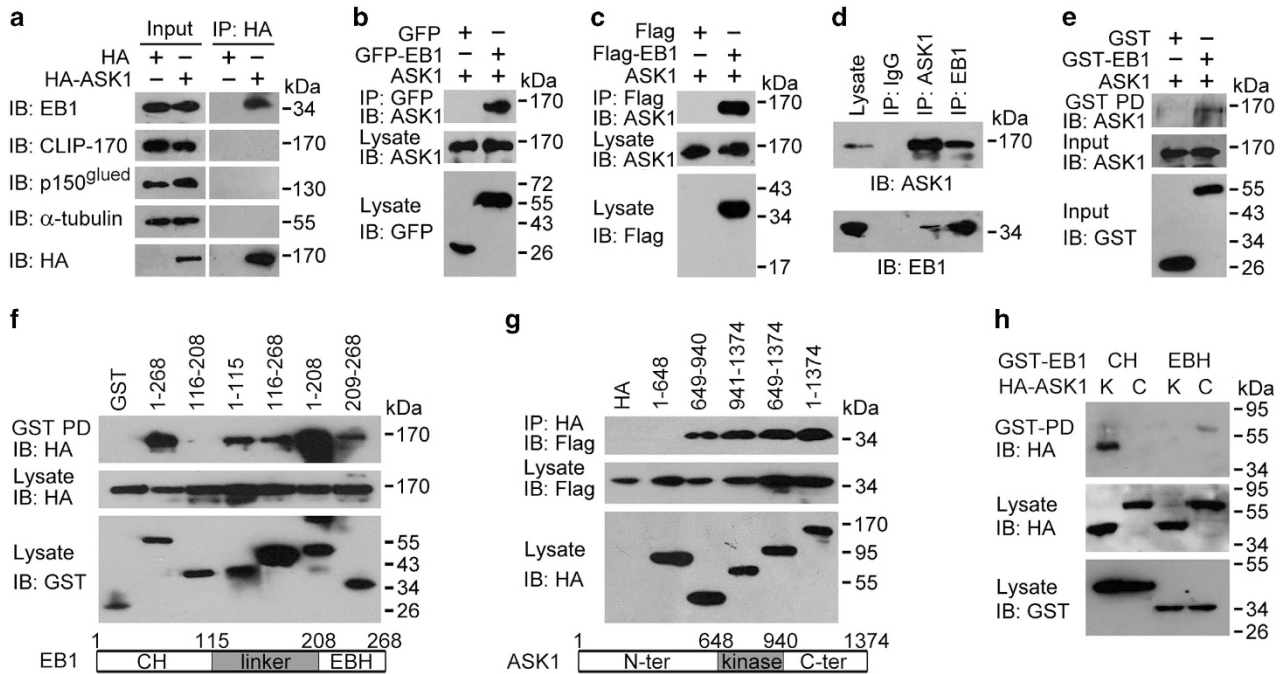 a
Input IP: HA
HA + − + −
HA-ASK1 − + − + kDa
IB: EB1 -34
IB: CLIP-170 -170
IB: p150glued -130
IB: α-tubulin -55
IB: HA -170
b
GFP + −
GFP-EB1 − +
ASK1 + + kDa
IP: GFP
IB: ASK1 -170
Lysate
IB: ASK1 -170
Lysate
IB: GFP
-72
-55
-43
-26
c
Flag + −
Flag-EB1 − +
ASK1 + + kDa
IP: Flag
IB: ASK1 -170
Lysate
IB: ASK1 -170
Lysate
IB: Flag
-43
-34
-17
d
Lysate
IP: IgG
IP: ASK1
IP: EB1
kDa
-170
IB: ASK1
-34
IB: EB1
e
GST + −
GST-EB1 − +
ASK1 + + kDa
GST PD
IB: ASK1 -170
Input
IB: ASK1 -170
Input
IB: GST
-55
-43
-34
-26
f
GST
1-268
116-208
1-115
116-268
1-208
209-268
kDa
GST PD
IB: HA -170
Lysate
IB: HA -170
Lysate
IB: GST
-55
-43
-34
-26
1 115 208 268
EB1 CH linker EBH
g
HA
1-648
649-940
941-1374
649-1374
1-1374
kDa
IP: HA
IB: Flag -34
Lysate
IB: Flag -34
Lysate
IB: HA
-170
-95
-55
1 648 940 1374
ASK1 N-ter kinase C-ter
h
GST-EB1 CH EBH
HA-ASK1 K C K C kDa
GST-PD
IB: HA
-95
-55
-34
Lysate
IB: HA
-95
-55
-34
Lysate
IB: GST
-55
-34
-26